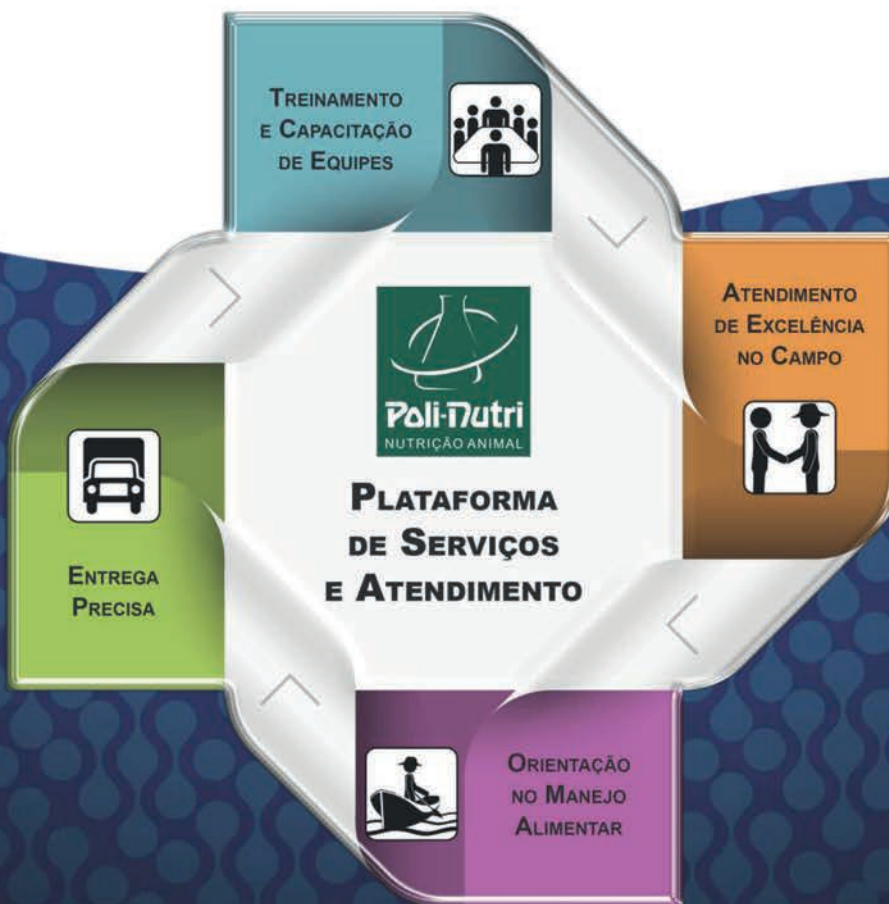 TREINAMENTO
E CAPACITAÇÃO
DE EQUIPES
ATENDIMENTO
DE EXCELÊNCIA
NO CAMPO
Poli-Nutri
NUTRIÇÃO ANIMAL
PLATAFORMA
DE SERVIÇOS
E ATENDIMENTO
ENTREGA
PRECISA
ORIENTAÇÃO
NO MANEJO
ALIMENTAR